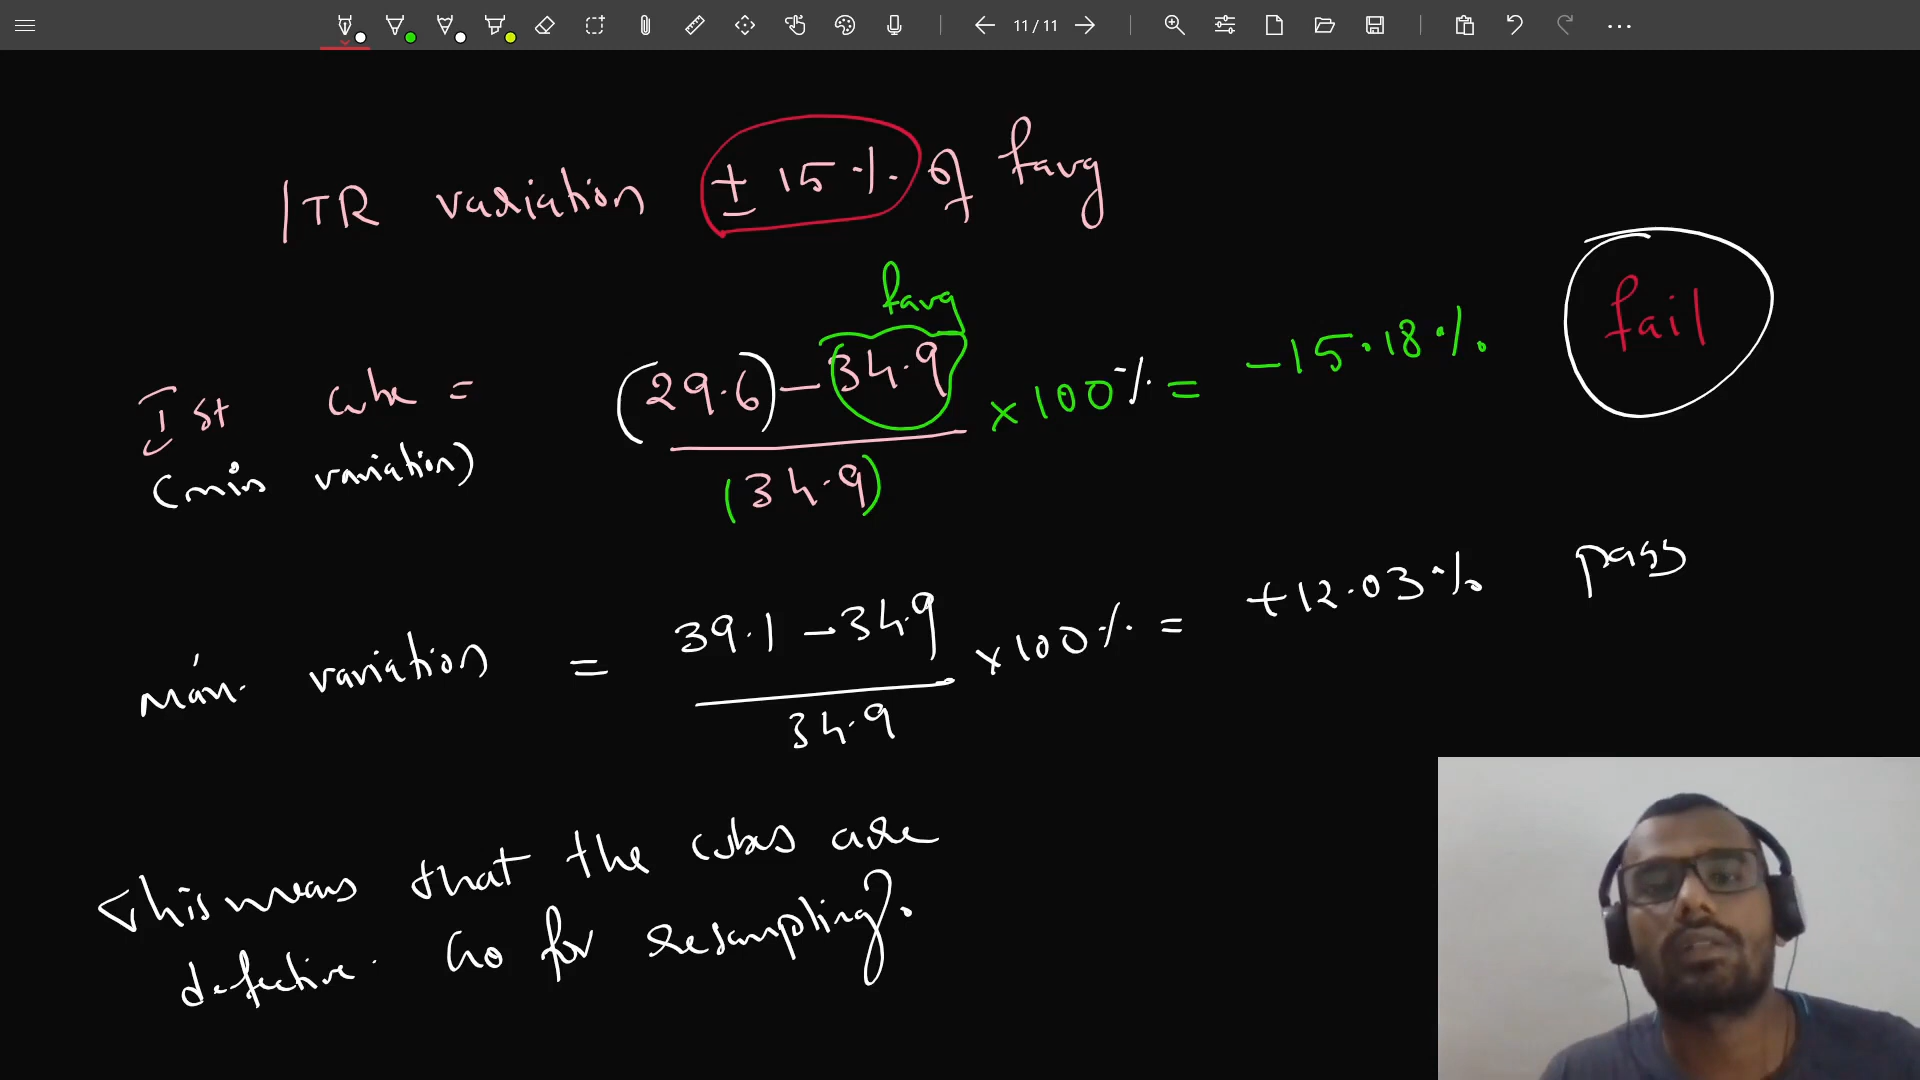 11 / 11
ITR variation ± 15 % of favg
favg
Ist cube = (29.6) - 34.9 ×100 % = -15.18 % fail
(min variation) (34.9)
max. variation = 39.1 - 34.9 ×100 % = +12.03 % pass
34.9
This means that the cubes are
defective. Go for resampling.